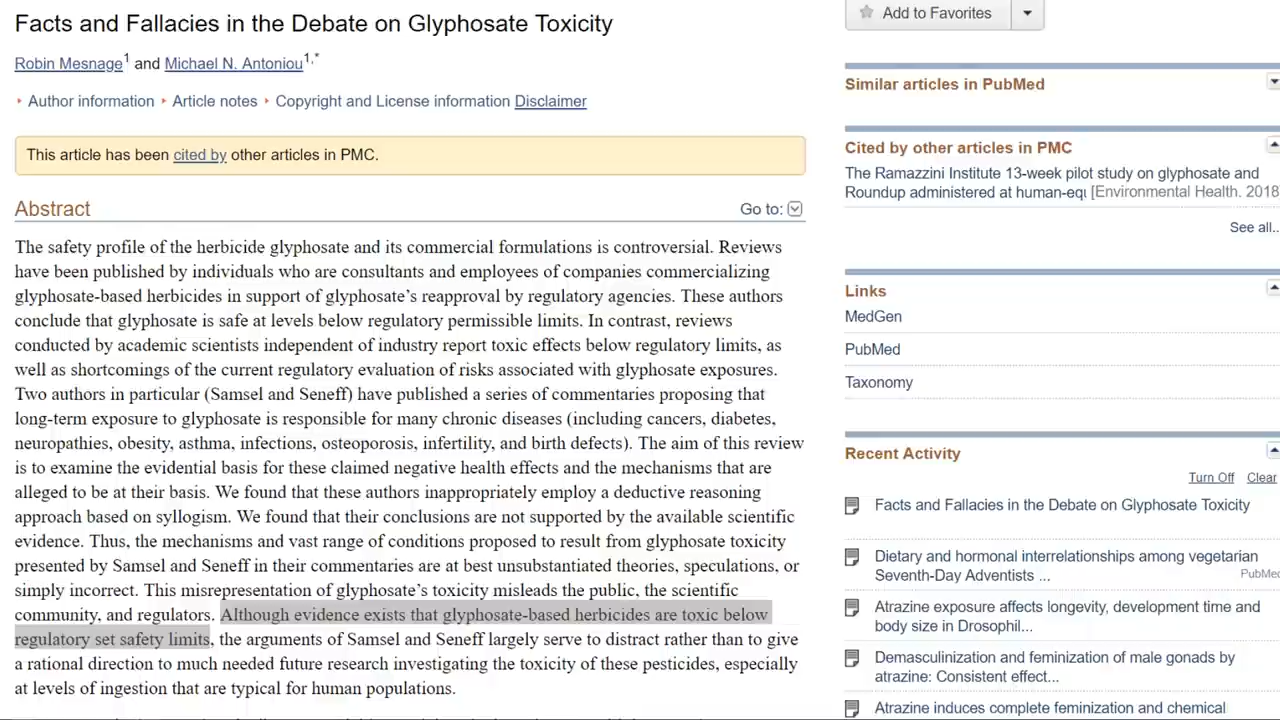 Facts and Fallacies in the Debate on Glyphosate Toxicity
Robin Mesnage1 and Michael N. Antoniou1,*
Author information Article notes Copyright and License information Disclaimer
This article has been cited by other articles in PMC.
Abstract
Go to:
The safety profile of the herbicide glyphosate and its commercial formulations is controversial. Reviews
have been published by individuals who are consultants and employees of companies commercializing
glyphosate-based herbicides in support of glyphosate's reapproval by regulatory agencies. These authors
conclude that glyphosate is safe at levels below regulatory permissible limits. In contrast, reviews
conducted by academic scientists independent of industry report toxic effects below regulatory limits, as
well as shortcomings of the current regulatory evaluation of risks associated with glyphosate exposures.
Two authors in particular (Samsel and Seneff) have published a series of commentaries proposing that
long-term exposure to glyphosate is responsible for many chronic diseases (including cancers, diabetes,
neuropathies, obesity, asthma, infections, osteoporosis, infertility, and birth defects). The aim of this review
is to examine the evidential basis for these claimed negative health effects and the mechanisms that are
alleged to be at their basis. We found that these authors inappropriately employ a deductive reasoning
approach based on syllogism. We found that their conclusions are not supported by the available scientific
evidence. Thus, the mechanisms and vast range of conditions proposed to result from glyphosate toxicity
presented by Samsel and Seneff in their commentaries are at best unsubstantiated theories, speculations, or
simply incorrect. This misrepresentation of glyphosate's toxicity misleads the public, the scientific
community, and regulators. Although evidence exists that glyphosate-based herbicides are toxic below
regulatory set safety limits, the arguments of Samsel and Seneff largely serve to distract rather than to give
a rational direction to much needed future research investigating the toxicity of these pesticides, especially
at levels of ingestion that are typical for human populations.
Add to Favorites
Similar articles in PubMed
Cited by other articles in PMC
The Ramazzini Institute 13-week pilot study on glyphosate and
Roundup administered at human-equ [Environmental Health. 2018
See all..
Links
MedGen
PubMed
Taxonomy
Recent Activity
Turn Off Clear
Facts and Fallacies in the Debate on Glyphosate Toxicity
Dietary and hormonal interrelationships among vegetarian
Seventh-Day Adventists ...
PubMed
Atrazine exposure affects longevity, development time and
body size in Drosophil...
Demasculinization and feminization of male gonads by
atrazine: Consistent effect...
Atrazine induces complete feminization and chemical